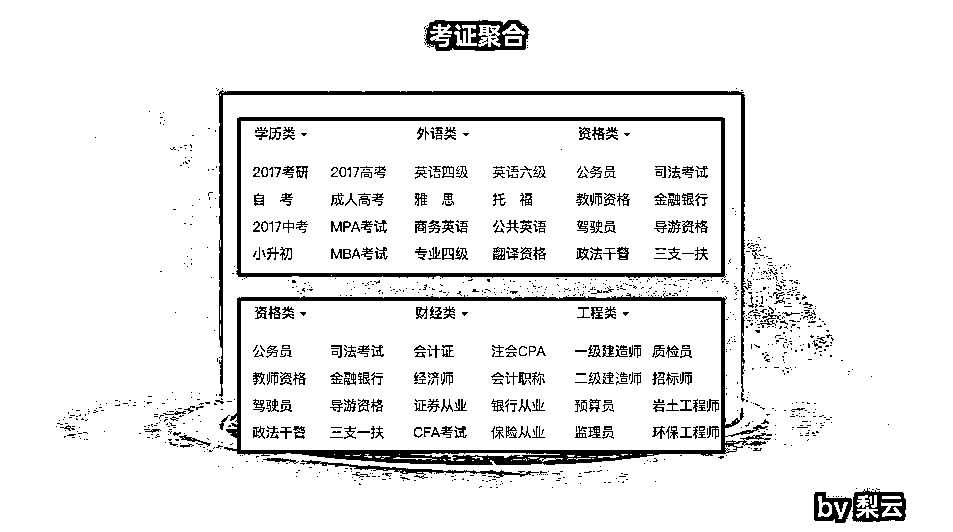 考证聚合
学历类 外语类 资格类
2017考研 2017高考 英语四级 英语六级 公务员 司法考试
自 考 成人高考 雅 思 托 福 教师资格 金融银行
2017中考 MPA考试 商务英语 公共英语 驾驶员 导游资格
小升初 MBA考试 专业四级 翻译资格 政法干警 三支一扶
资格类 财经类 工程类
公务员 司法考试 会计证 注会CPA 一级建造师 质检员
教师资格 金融银行 经济师 会计职称 二级建造师 招标师
驾驶员 导游资格 证券从业 银行从业 预算员 岩土工程师
政法干警 三支一扶 CFA考试 保险从业 监理员 环保工程师
by 梨云